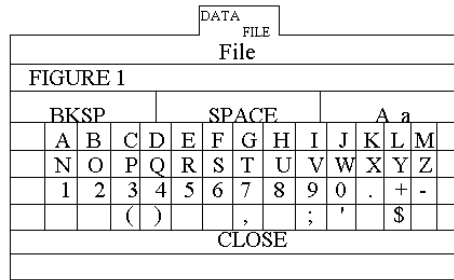 DATA
FILE
File
FIGURE 1
BKSP SPACE A a
A B C D E F G H I J K L M
N O P Q R S T U V W X Y Z
1 2 3 4 5 6 7 8 9 0 . + -
( ) , ; ' $
CLOSE